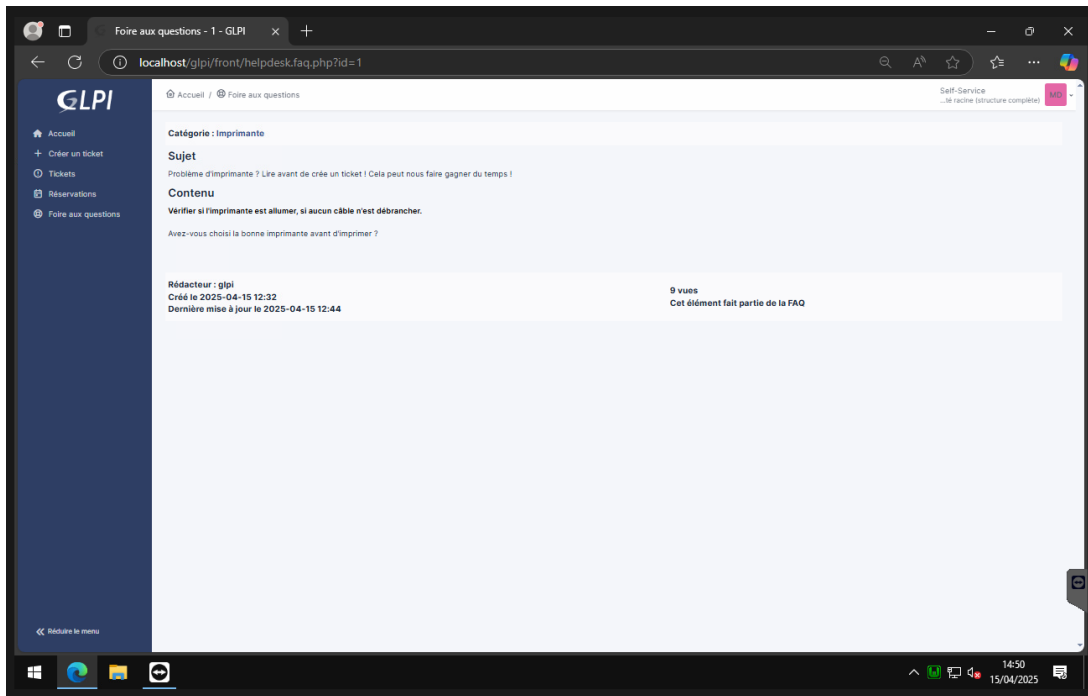 Foire aux questions - 1 - GLPI
localhost/glpi/front/helpdesk.faq.php?id=1
GLPI
Accueil / Foire aux questions
Self-Service
...té racine (structure complète)
MD
Accueil
Créer un ticket
Tickets
Réservations
Foire aux questions
Catégorie : Imprimante
Sujet
Problème d'imprimante ? Lire avant de crée un ticket ! Cela peut nous faire gagner du temps !
Contenu
Vérifier si l'imprimante est allumer, si aucun câble n'est débrancher.
Avez-vous choisi la bonne imprimante avant d'imprimer ?
Rédacteur : glpi
Créé le 2025-04-15 12:32
Dernière mise à jour le 2025-04-15 12:44
9 vues
Cet élément fait partie de la FAQ
Réduire le menu
14:50
15/04/2025